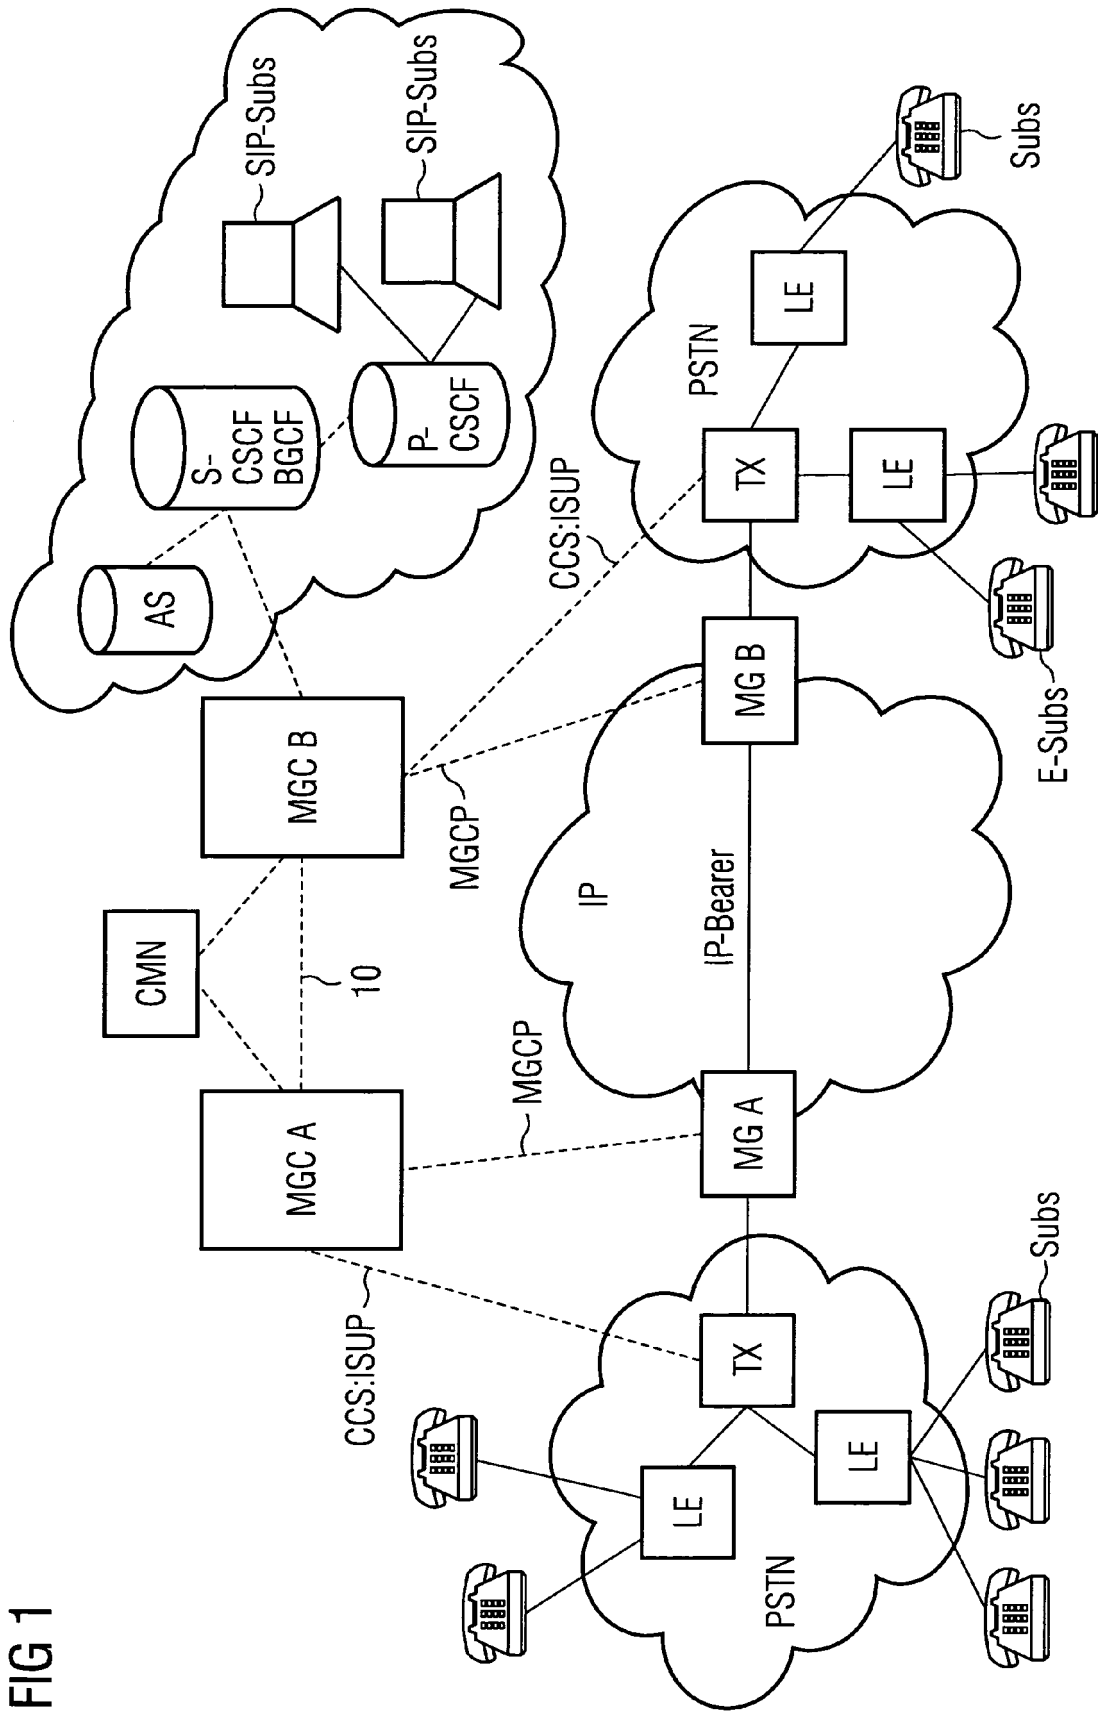 FIG 1
CMN
AS
S-
CSCF
BGCF
SIP-Subs
MGC A
MGC B
10
P-
CSCF
SIP-Subs
CCS:ISUP
MGCP
MGCP
CCS:ISUP
IP
PSTN
LE
TX
MG A
IP-Bearer
MG B
TX
LE
PSTN
LE
LE
Subs
E-Subs
Subs